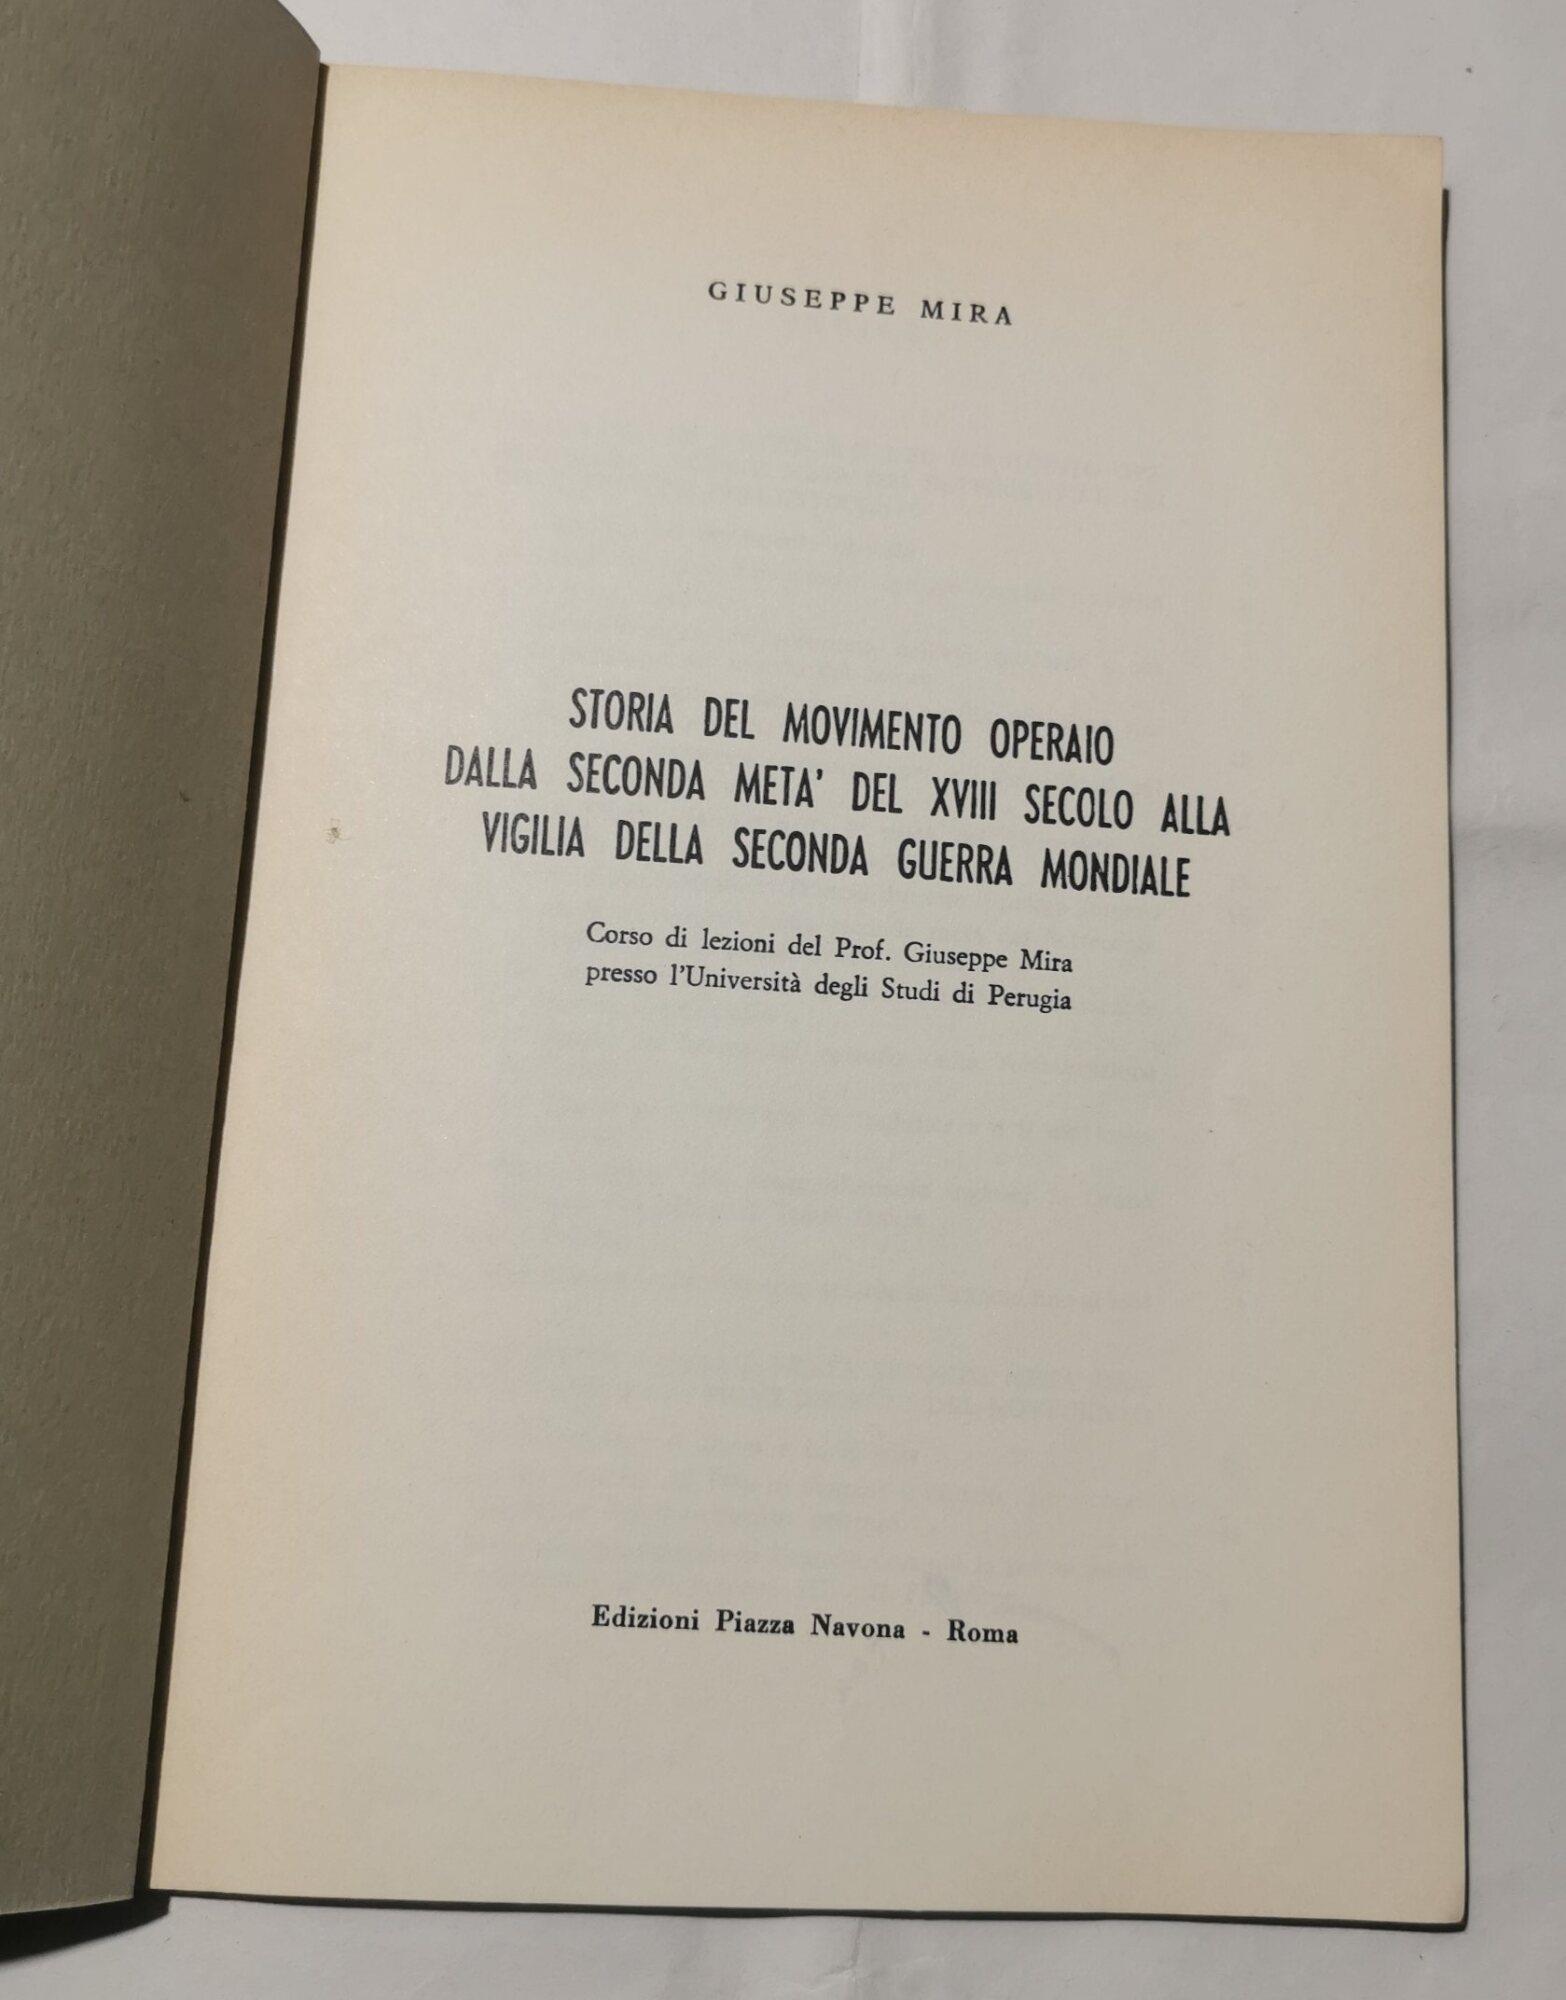 GIUSEPPE MIRA
STORIA DEL MOVIMENTO OPERAIO
DALLA SECONDA META' DEL XVIII SECOLO ALLA
VIGILIA DELLA SECONDA GUERRA MONDIALE
Corso di lezioni del Prof. Giuseppe Mira
presso l'Università degli Studi di Perugia
Edizioni Piazza Navona - Roma